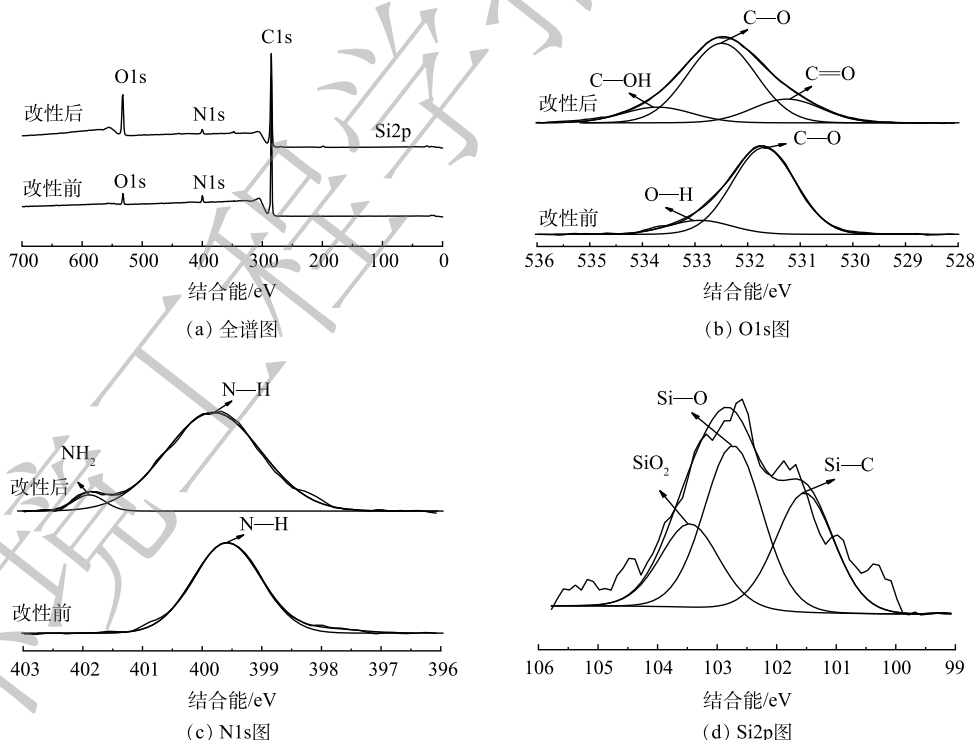 C1s
O1s
改性后
N1s
Si2p
O1s
N1s
改性前
700 600 500 400 300 200 100 0
结合能/eV
(a) 全谱图
C—O
C—OH
C=O
改性后
C—O
O—H
改性前
536 535 534 533 532 531 530 529 528
结合能/eV
(b) O1s图
N—H
NH2
改性后
N—H
改性前
403 402 401 400 399 398 397 396
结合能/eV
(c) N1s图
Si—O
SiO2
Si—C
106 105 104 103 102 101 100 99
结合能/eV
(d) Si2p图
境工程学